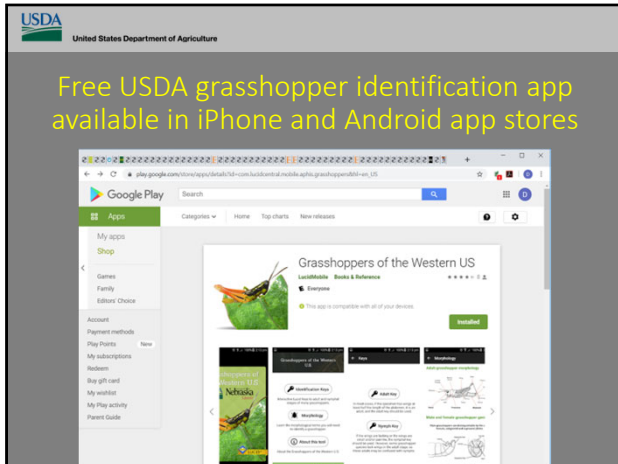 USDA
United States Department of Agriculture
Free USDA grasshopper identification app
available in iPhone and Android app stores
play.google.com/store/apps/details?id=com.lucidcentral.mobile.aphis.grasshoppers&hl=en_US
Google Play
Search
Apps
Categories
Home
Top charts
New releases
My apps
Shop
Games
Family
Editors' Choice
Account
Payment methods
Play Points
New
My subscriptions
Redeem
Buy gift card
My wishlist
My Play activity
Parent Guide
Grasshoppers of the Western US
LucidMobile
Books & Reference
Everyone
This app is compatible with all of your devices.
Installed
Grasshoppers of
Western U.S
Nebraska
Grasshoppers of the Western
U.S
Identification Keys
Morphology
About the tool
Keys
Adult Key
Nymph Key
Morphology
Adult grasshopper morphology